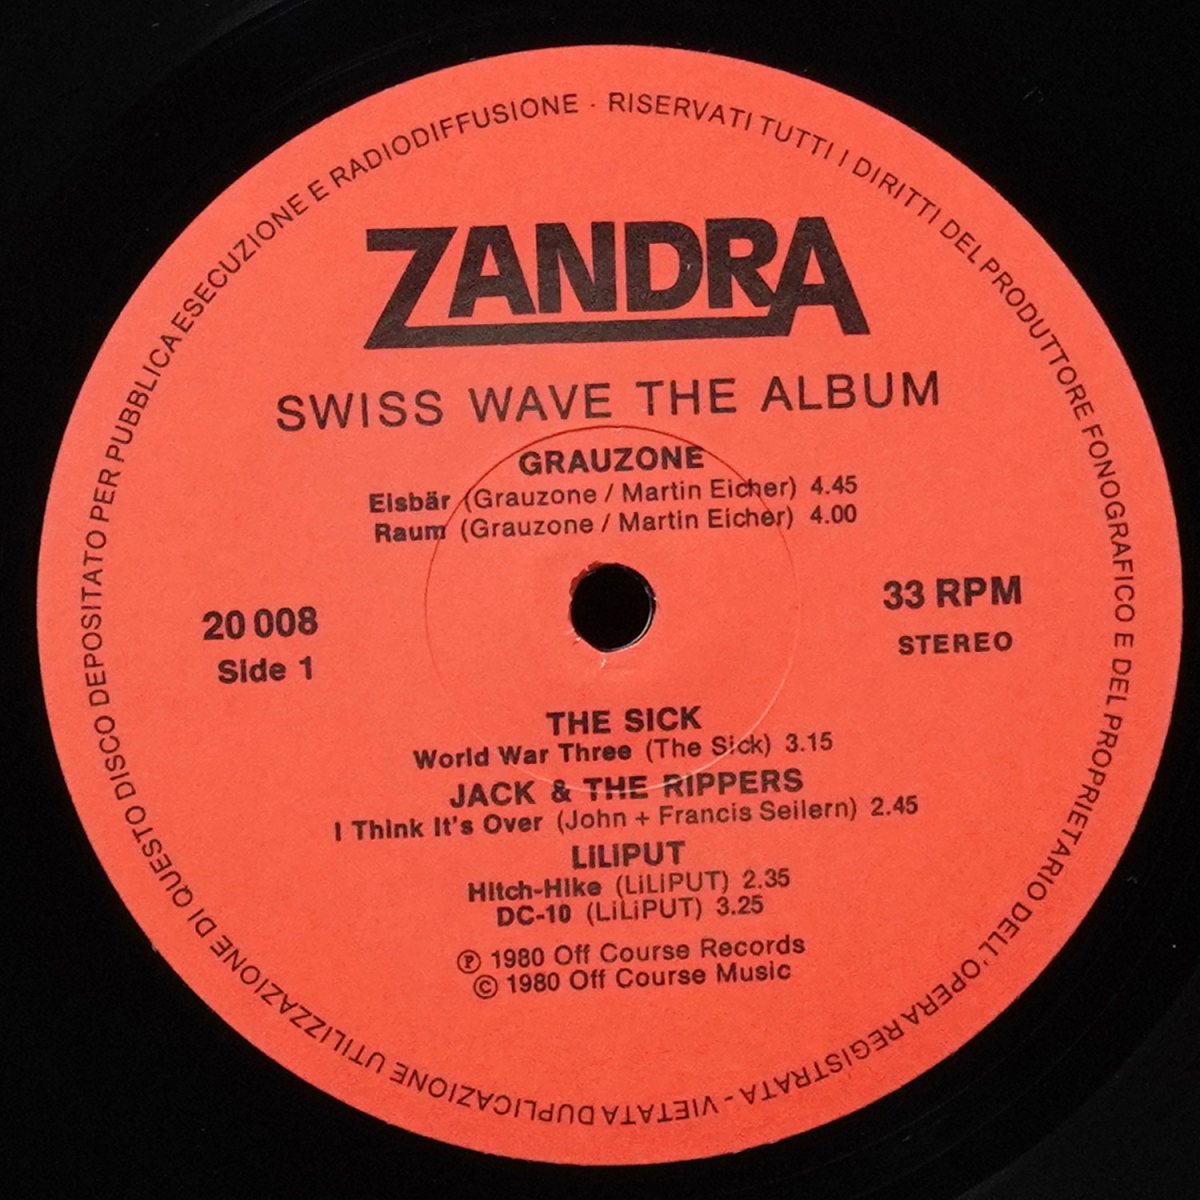 RISERVATI TUTTI I DIRITTI DEL PRODUTTORE FONOGRAFICO E DEL PROPRIETARIO DELL'OPERA REGISTRATA - VIETATA DUPLICAZIONE UTILIZZAZIONE DI QUESTO DISCO DEPOSITATO PER PUBBLICA ESECUZIONE E RADIODIFFUSIONE ·
ZANDRA
SWISS WAVE THE ALBUM
GRAUZONE
Eisbär (Grauzone / Martin Eicher) 4.45
Raum (Grauzone / Martin Eicher) 4.00
20 008
Side 1
33 RPM
STEREO
THE SICK
World War Three (The Sick) 3.15
JACK & THE RIPPERS
I Think It's Over (John + Francis Seilern) 2.45
LiLiPUT
Hitch-Hike (LiLiPUT) 2.35
DC-10 (LiLiPUT) 3.25
℗ 1980 Off Course Records
© 1980 Off Course Music